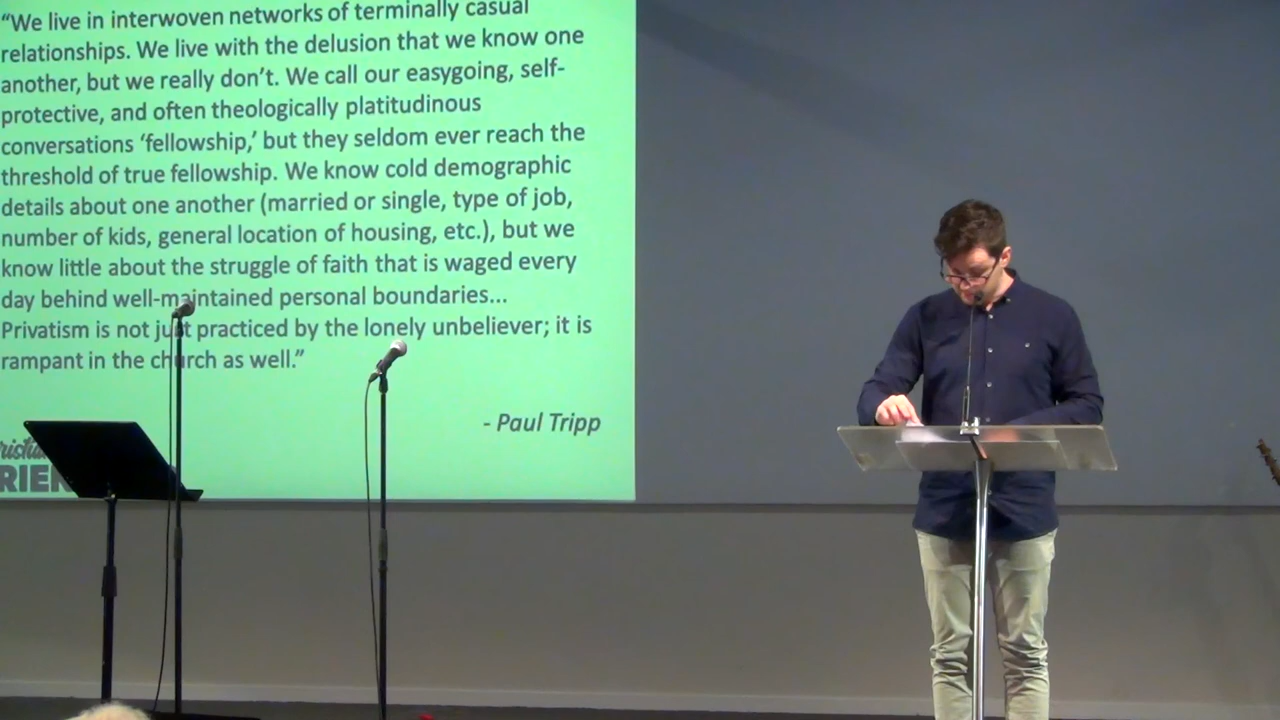 “We live in interwoven networks of terminally casual
relationships. We live with the delusion that we know one
another, but we really don’t. We call our easygoing, self-
protective, and often theologically platitudinous
conversations ‘fellowship,’ but they seldom ever reach the
threshold of true fellowship. We know cold demographic
details about one another (married or single, type of job,
number of kids, general location of housing, etc.), but we
know little about the struggle of faith that is waged every
day behind well-maintained personal boundaries...
Privatism is not just practiced by the lonely unbeliever; it is
rampant in the church as well.”
- Paul Tripp